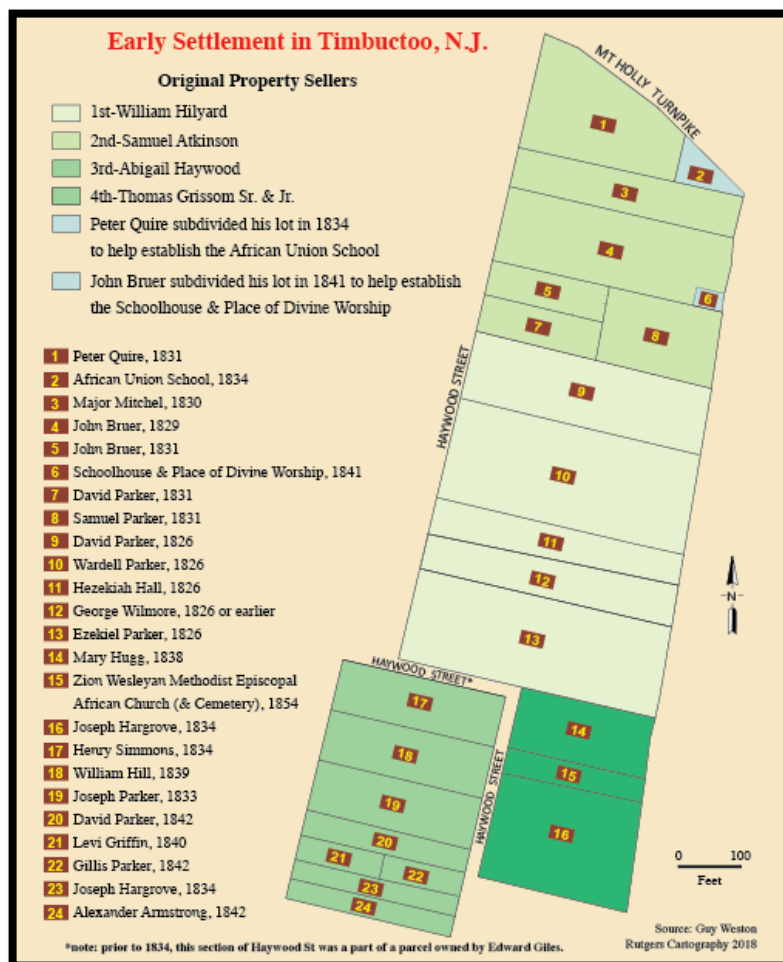 Early Settlement in Timbuctoo, N.J.
Original Property Sellers
1st-William Hilyard
2nd-Samuel Atkinson
3rd-Abigail Haywood
4th-Thomas Grissom Sr. & Jr.
Peter Quire subdivided his lot in 1834
to help establish the African Union School
John Bruer subdivided his lot in 1841 to help establish
the Schoolhouse & Place of Divine Worship
1 Peter Quire, 1831
2 African Union School, 1834
3 Major Mitchel, 1830
4 John Bruer, 1829
5 John Bruer, 1831
6 Schoolhouse & Place of Divine Worship, 1841
7 David Parker, 1831
8 Samuel Parker, 1831
9 David Parker, 1826
10 Wardell Parker, 1826
11 Hezekiah Hall, 1826
12 George Wilmore, 1826 or earlier
13 Ezekiel Parker, 1826
14 Mary Hugg, 1838
15 Zion Wesleyan Methodist Episcopal
African Church (& Cemetery), 1854
16 Joseph Hargrove, 1834
17 Henry Simmons, 1834
18 William Hill, 1839
19 Joseph Parker, 1833
20 David Parker, 1842
21 Levi Griffin, 1840
22 Gillis Parker, 1842
23 Joseph Hargrove, 1834
24 Alexander Armstrong, 1842
MT HOLLY TURNPIKE
1
2
3
4
5
6
7
8
HAYWOOD STREET
9
10
11
12
13
N
HAYWOOD STREET*
17
14
18
HAYWOOD STREET
15
19
16
20
21
22
23
24
0 100
Feet
*note: prior to 1834, this section of Haywood St was a part of a parcel owned by Edward Giles.
Source: Guy Weston
Rutgers Cartography 2018